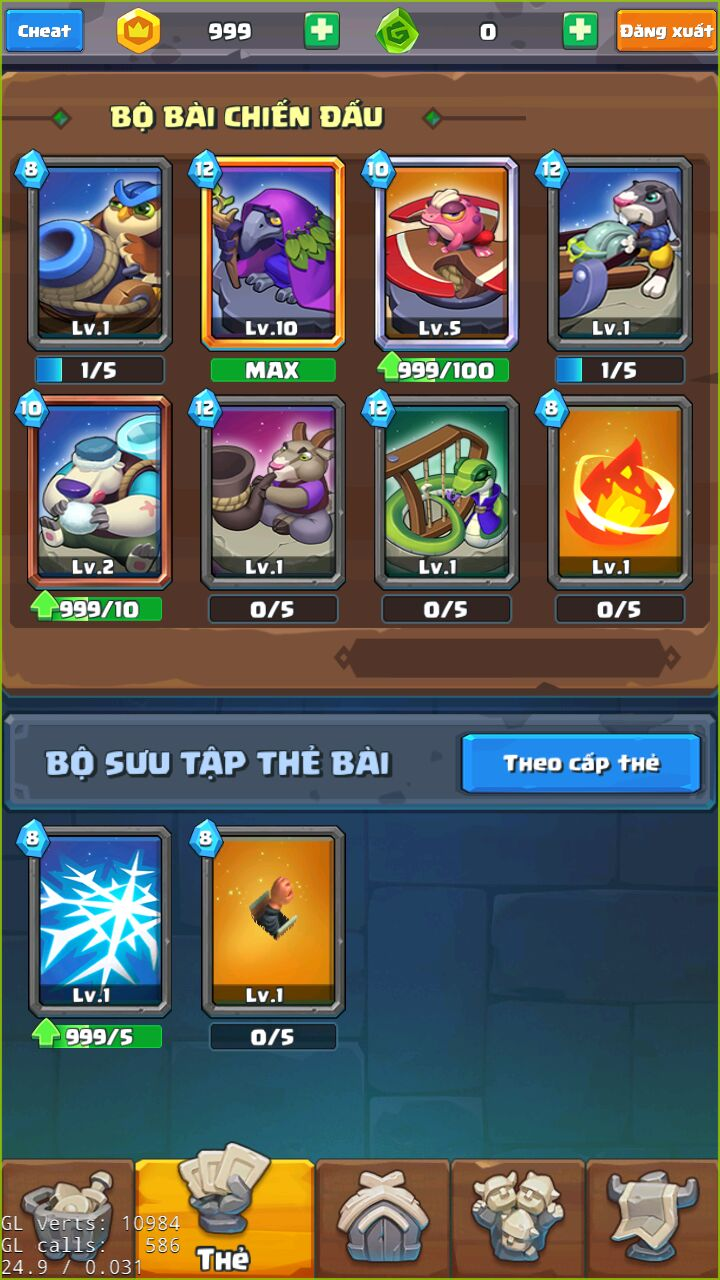 Cheat 999 0 Đăng xuất
BỘ BÀI CHIẾN ĐẤU
8 12 10 12
Lv.1 Lv.10 Lv.5 Lv.1
1/5 MAX 999/100 1/5
10 12 12 8
Lv.2 Lv.1 Lv.1 Lv.1
999/10 0/5 0/5 0/5
BỘ SƯU TẬP THẺ BÀI Theo cấp thẻ
8 8
Lv.1 Lv.1
999/5 0/5
Thẻ
GL verts: 10984
GL calls: 586
24.9 / 0.031